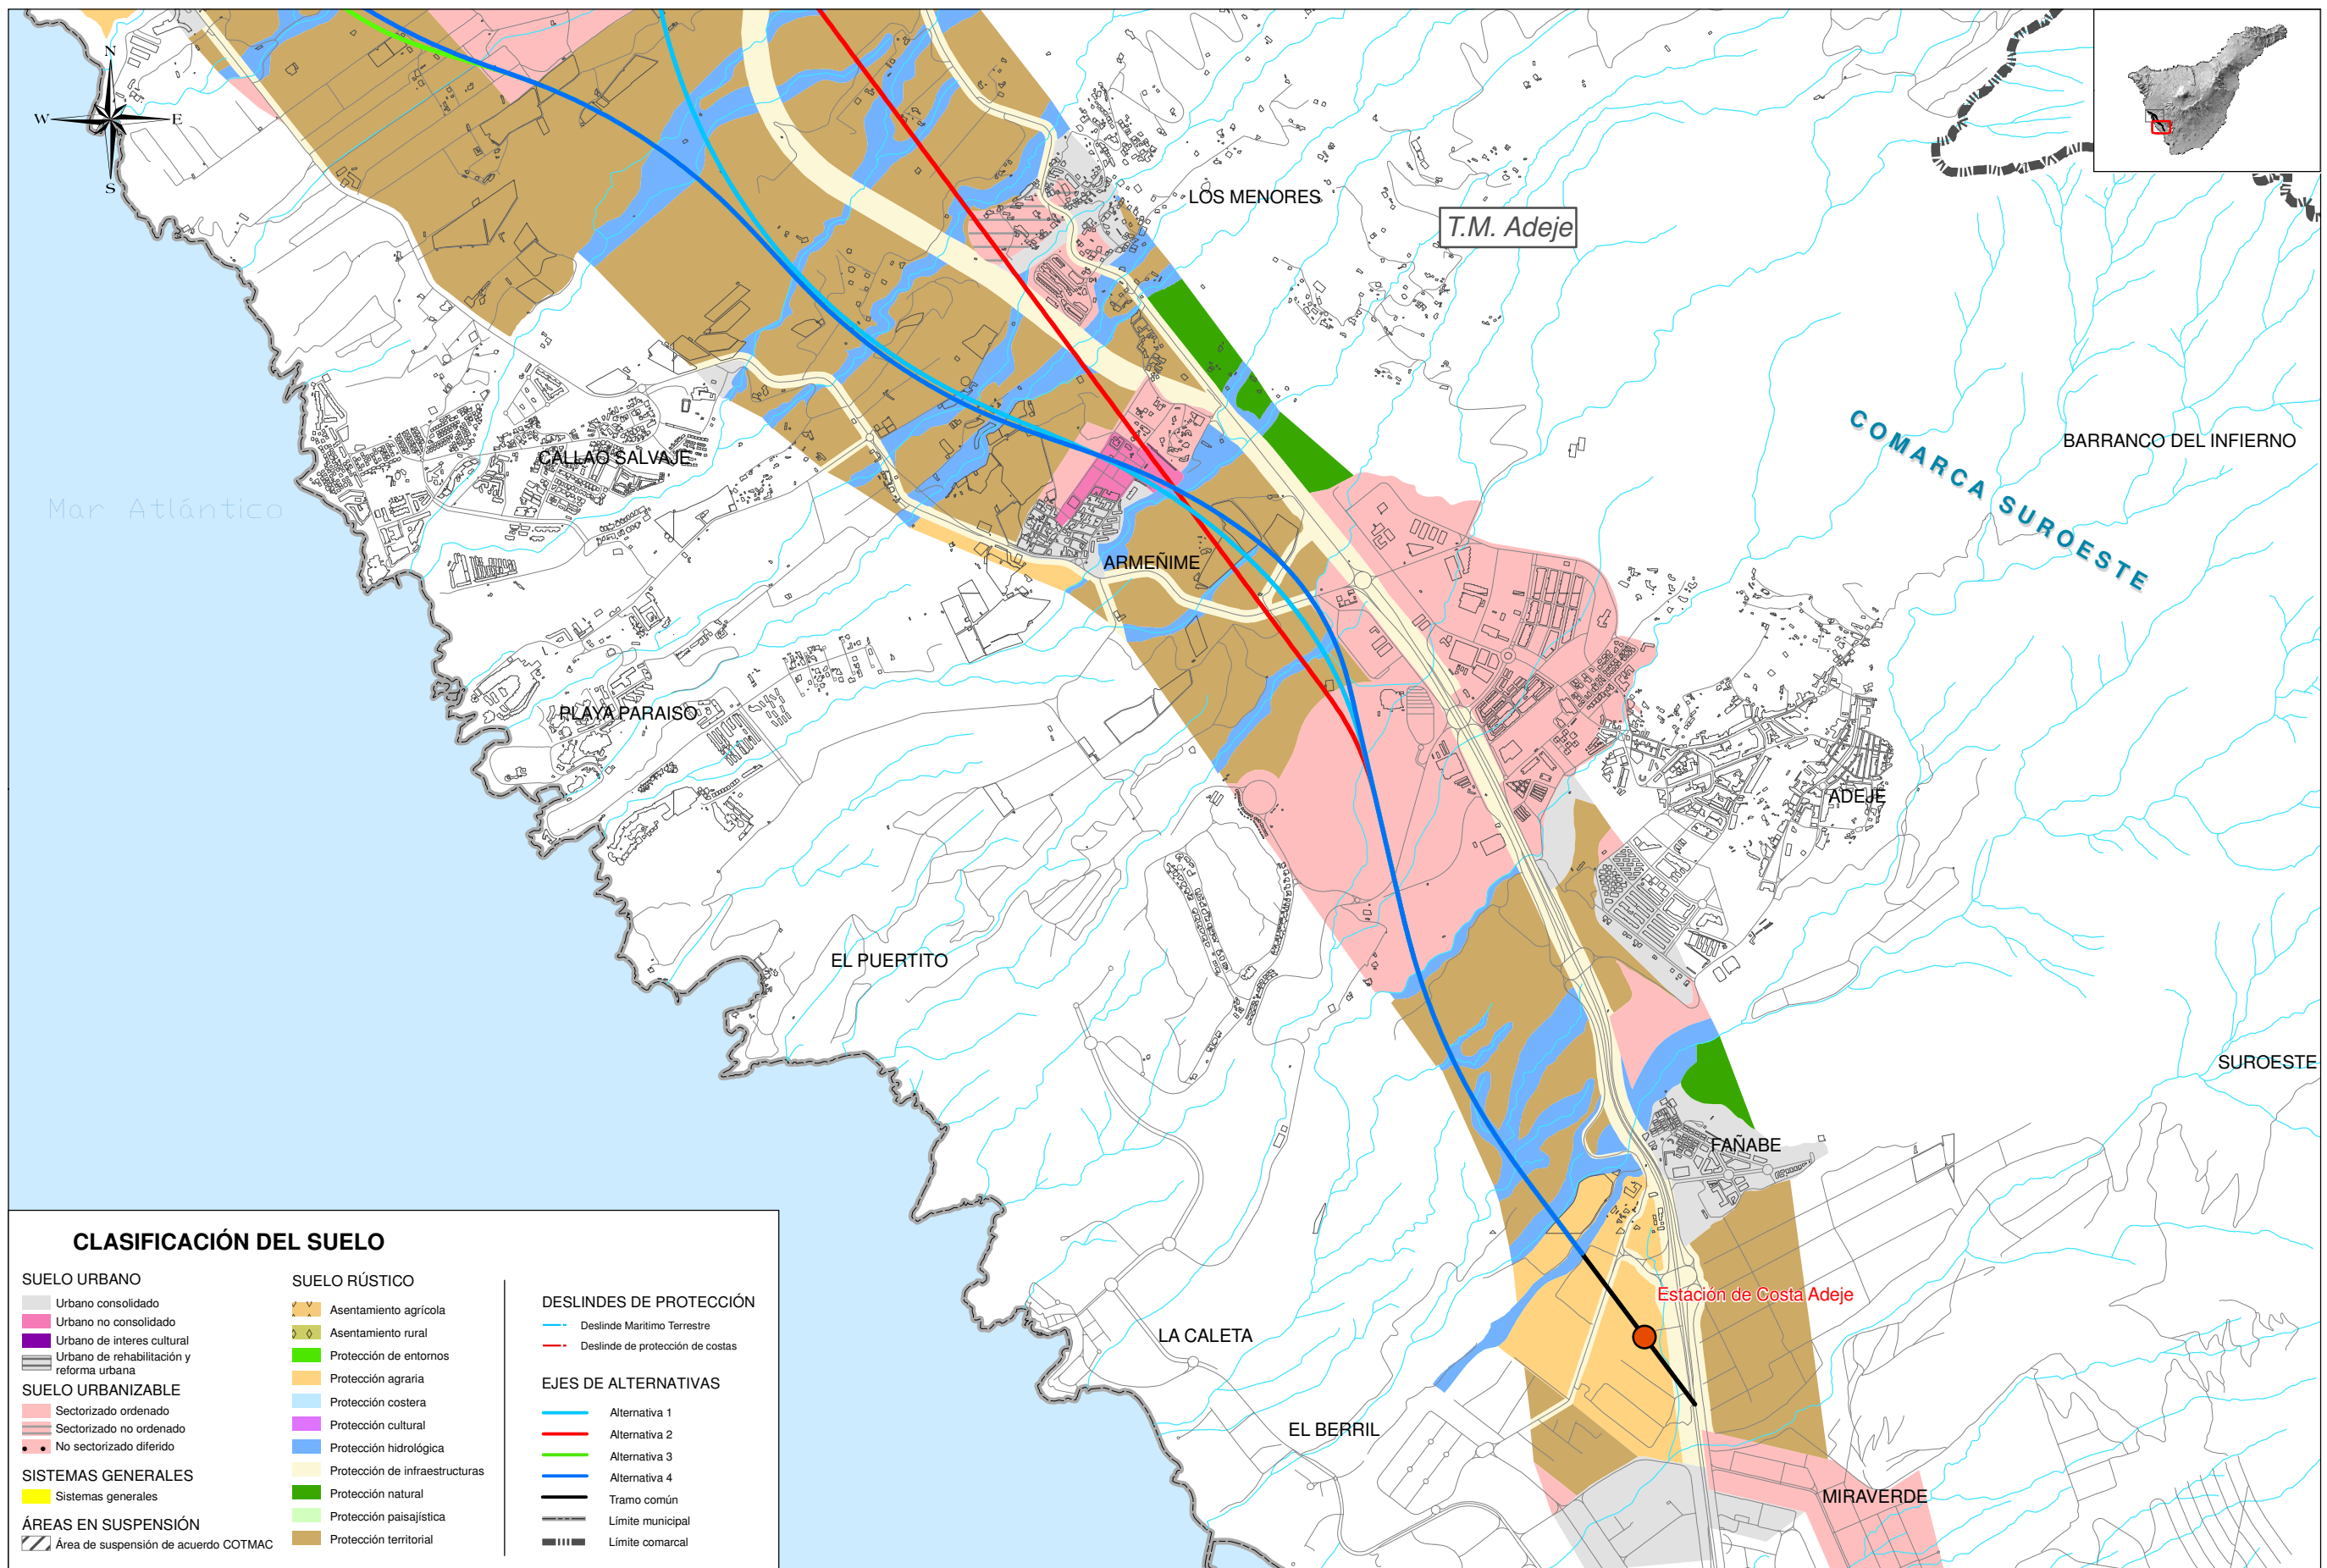 N
W
E
S
LOS MENORES
T.M. Adeje
COMARCA SUROESTE
BARRANCO DEL INFIERNO
CALLAO SALVAJE
Mar Atlántico
ARMEÑIME
PLAYA PARAISO
ADEJE
EL PUERTITO
SUROESTE
FAÑABE
Estación de Costa Adeje
LA CALETA
EL BERRIL
MIRAVERDE
CLASIFICACIÓN DEL SUELO
SUELO URBANO
Urbano consolidado
Urbano no consolidado
Urbano de interes cultural
Urbano de rehabilitación y
reforma urbana
SUELO URBANIZABLE
Sectorizado ordenado
Sectorizado no ordenado
No sectorizado diferido
SISTEMAS GENERALES
Sistemas generales
ÁREAS EN SUSPENSIÓN
Área de suspensión de acuerdo COTMAC
SUELO RÚSTICO
Asentamiento agrícola
Asentamiento rural
Protección de entornos
Protección agraria
Protección costera
Protección cultural
Protección hidrológica
Protección de infraestructuras
Protección natural
Protección paisajística
Protección territorial
DESLINDES DE PROTECCIÓN
Deslinde Maritimo Terrestre
Deslinde de protección de costas
EJES DE ALTERNATIVAS
Alternativa 1
Alternativa 2
Alternativa 3
Alternativa 4
Tramo común
Límite municipal
Límite comarcal